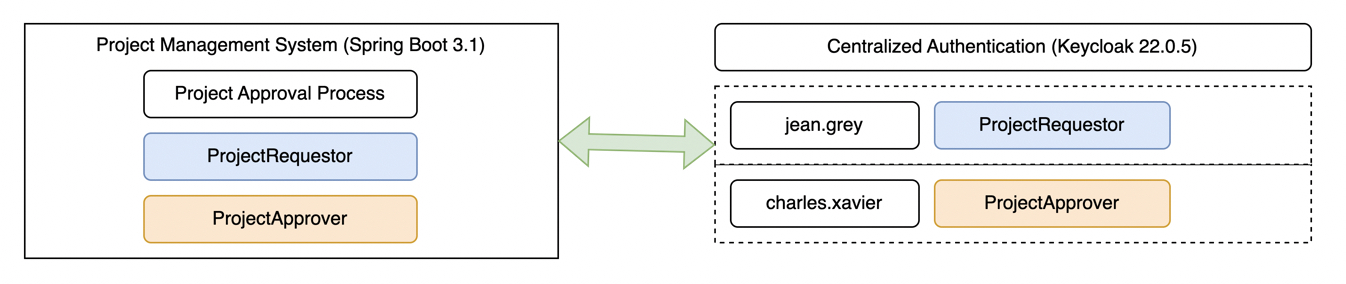 Project Management System (Spring Boot 3.1)
Project Approval Process
ProjectRequestor
ProjectApprover
Centralized Authentication (Keycloak 22.0.5)
jean.grey
ProjectRequestor
charles.xavier
ProjectApprover